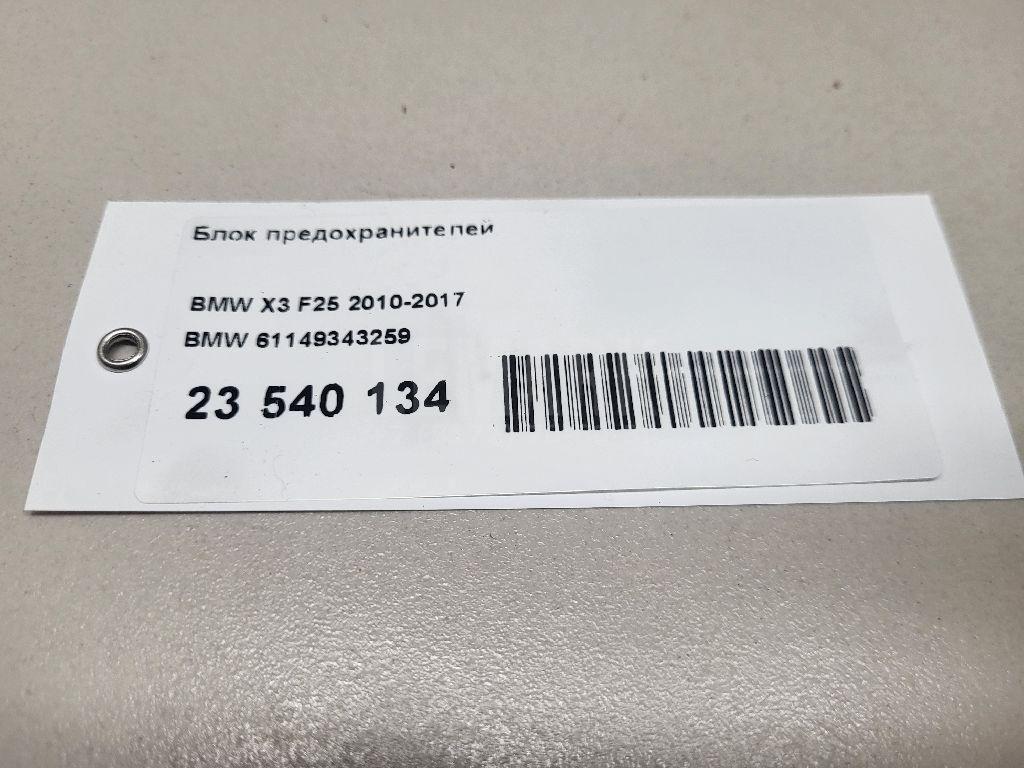 Блок предохранителей
BMW X3 F25 2010-2017
BMW 61149343259
23 540 134